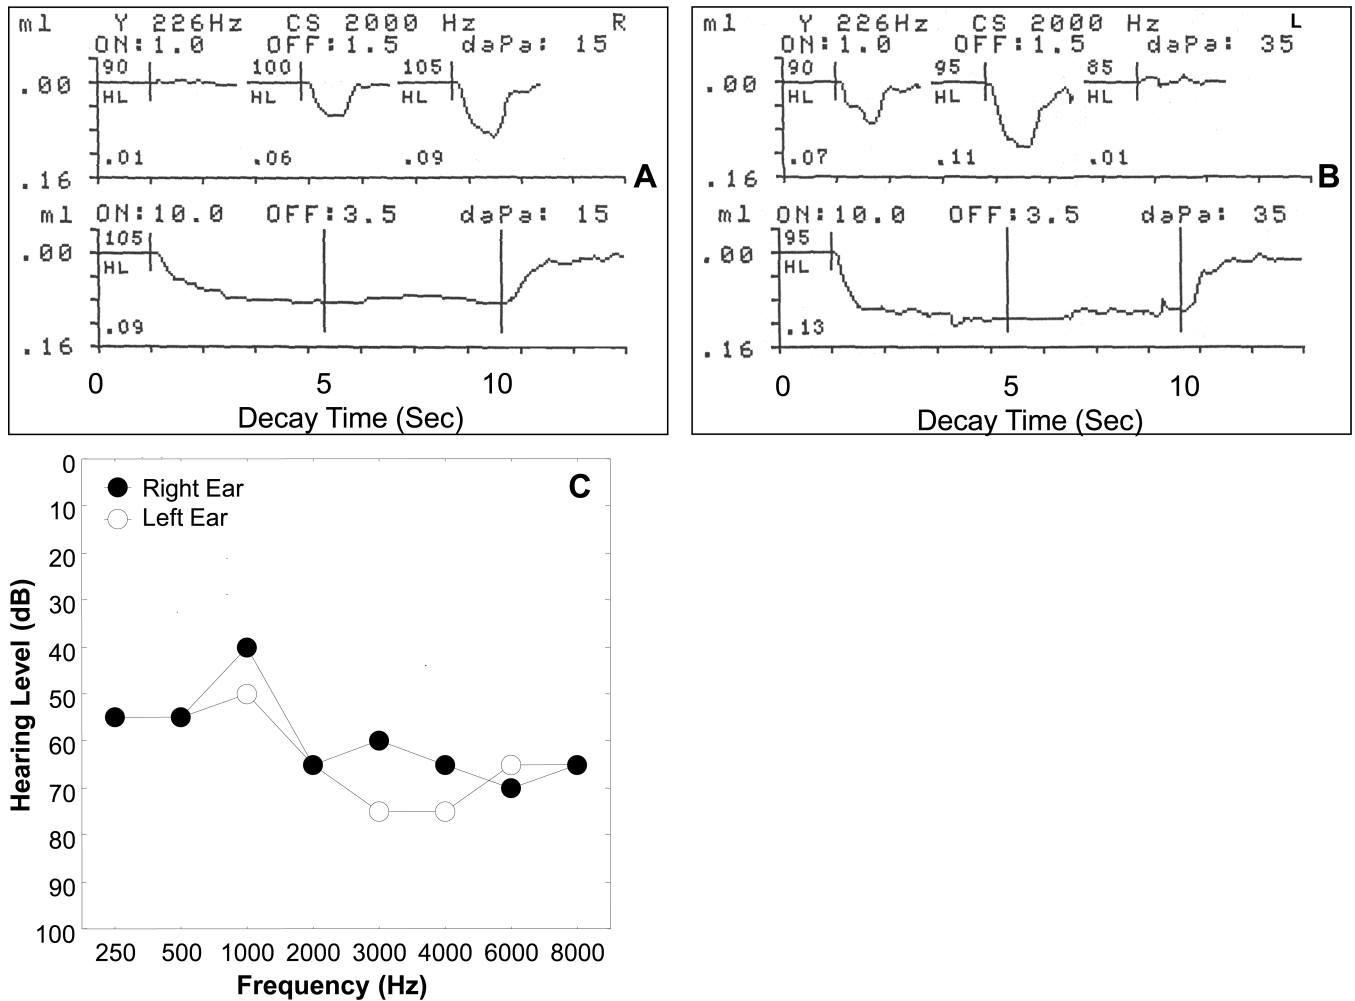 ml Y 226Hz CS 2000 Hz R
ON:1.0 OFF:1.5 daPa: 15
90 100 105
.00
HL HL HL
.01 .06 .09
.16
A
ml ON:10.0 OFF:3.5 daPa: 15
105
.00
HL
.09
.16
0 5 10
Decay Time (Sec)
ml Y 226Hz CS 2000 Hz L
ON:1.0 OFF:1.5 daPa: 35
90 95 85
.00
HL HL HL
.07 .11 .01
.16
B
ml ON:10.0 OFF:3.5 daPa: 35
95
.00
HL
.13
.16
0 5 10
Decay Time (Sec)
C
Right Ear
Left Ear
0
10
20
30
40
50
60
70
80
90
100
Hearing Level (dB)
250 500 1000 2000 3000 4000 6000 8000
Frequency (Hz)